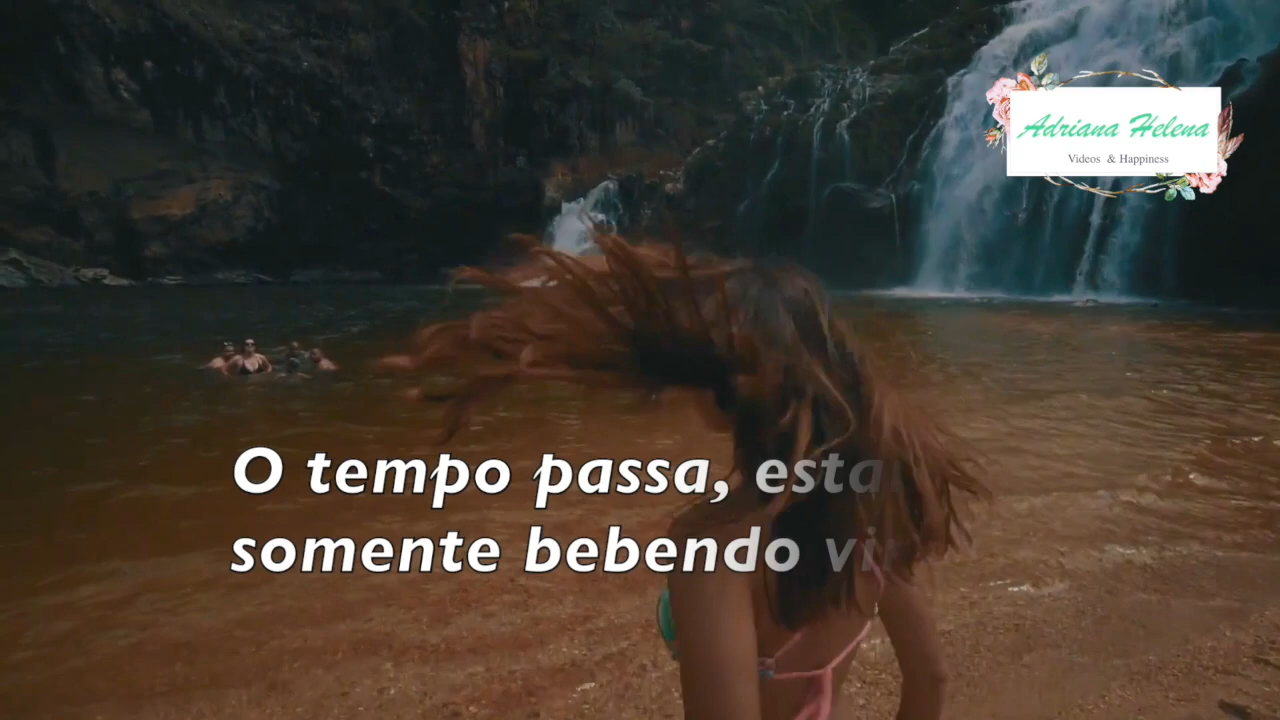 Adriana Helena
Videos & Happiness
O tempo passa,
somente bebendo